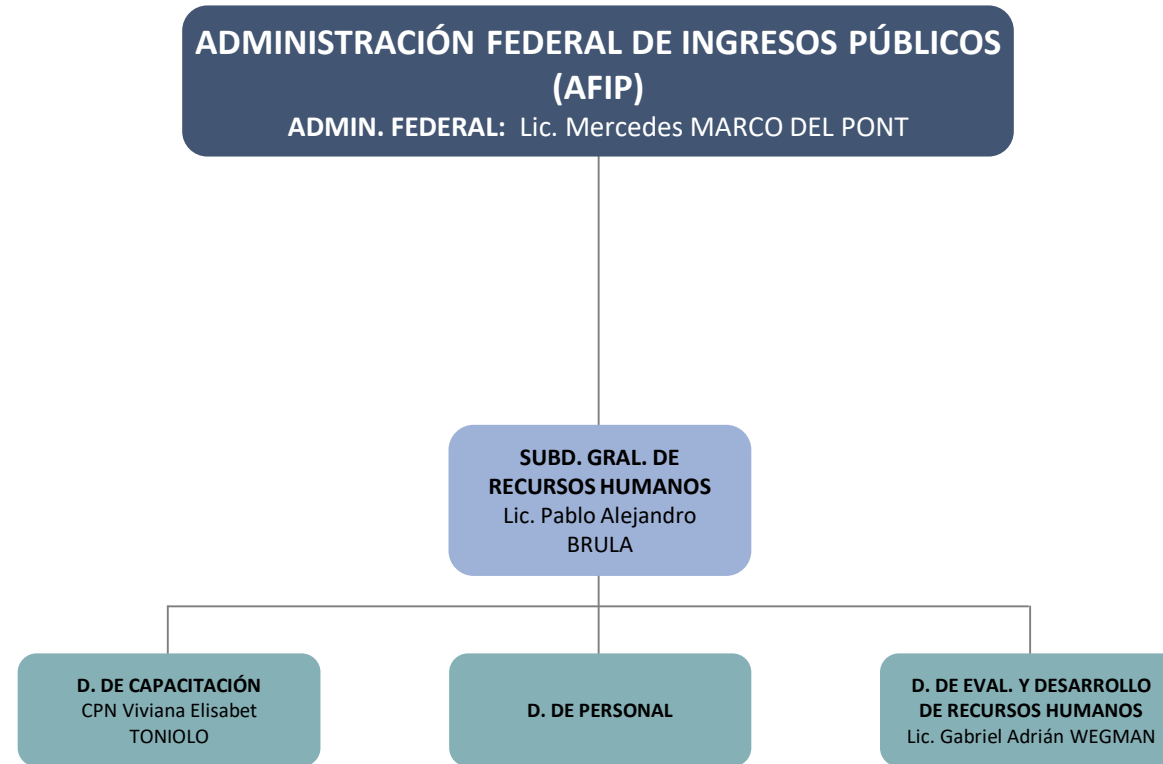 ADMINISTRACIÓN FEDERAL DE INGRESOS PÚBLICOS
(AFIP)
ADMIN. FEDERAL: Lic. Mercedes MARCO DEL PONT
SUBD. GRAL. DE
RECURSOS HUMANOS
Lic. Pablo Alejandro
BRULA
D. DE CAPACITACIÓN
CPN Viviana Elisabet
TONIOLO
D. DE PERSONAL
D. DE EVAL. Y DESARROLLO
DE RECURSOS HUMANOS
Lic. Gabriel Adrián WEGMAN